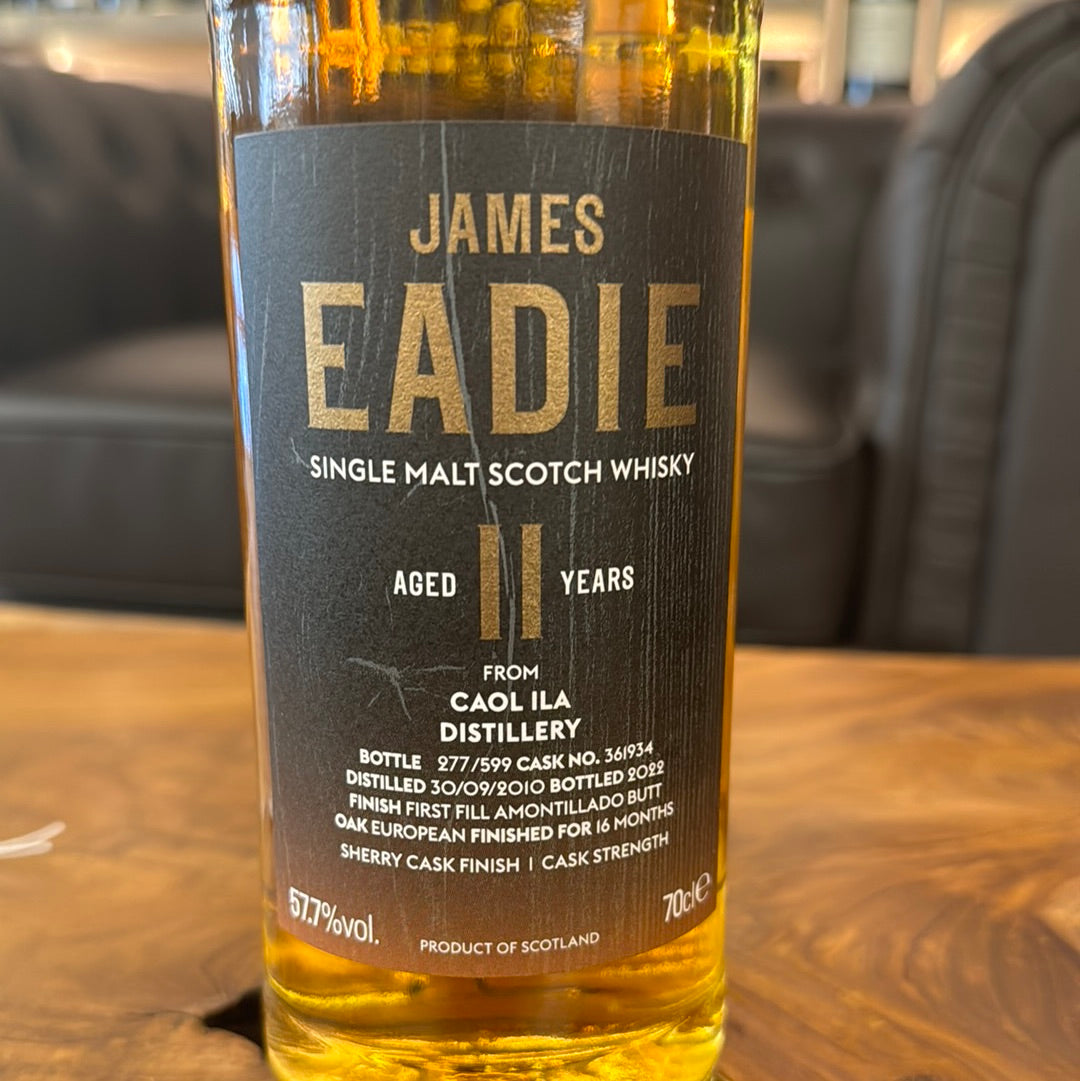 JAMES
EADIE
SINGLE MALT SCOTCH WHISKY
AGED 11 YEARS
FROM
CAOL ILA
DISTILLERY
BOTTLE 277/599 CASK NO. 361934
DISTILLED 30/09/2010 BOTTLED 2022
FINISH FIRST FILL AMONTILLADO BUTT
OAK EUROPEAN FINISHED FOR 16 MONTHS
SHERRY CASK FINISH | CASK STRENGTH
57.7%vol. 70cl℮
PRODUCT OF SCOTLAND